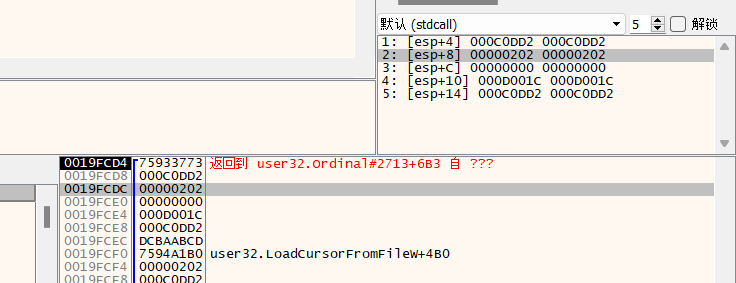 默认 (stdcall) 5 解锁
1: [esp+4] 000C0DD2 000C0DD2
2: [esp+8] 00000202 00000202
3: [esp+C] 00000000 00000000
4: [esp+10] 000D001C 000D001C
5: [esp+14] 000C0DD2 000C0DD2
0019FCD4 75933773 返回到 user32.Ordinal#2713+6B3 自 ???
0019FCD8 000C0DD2
0019FCDC 00000202
0019FCE0 00000000
0019FCE4 000D001C
0019FCE8 000C0DD2
0019FCEC DCBAABCD
0019FCF0 7594A1B0 user32.LoadCursorFromFileW+4B0
0019FCF4 00000202
0019FCF8 000C0DD2